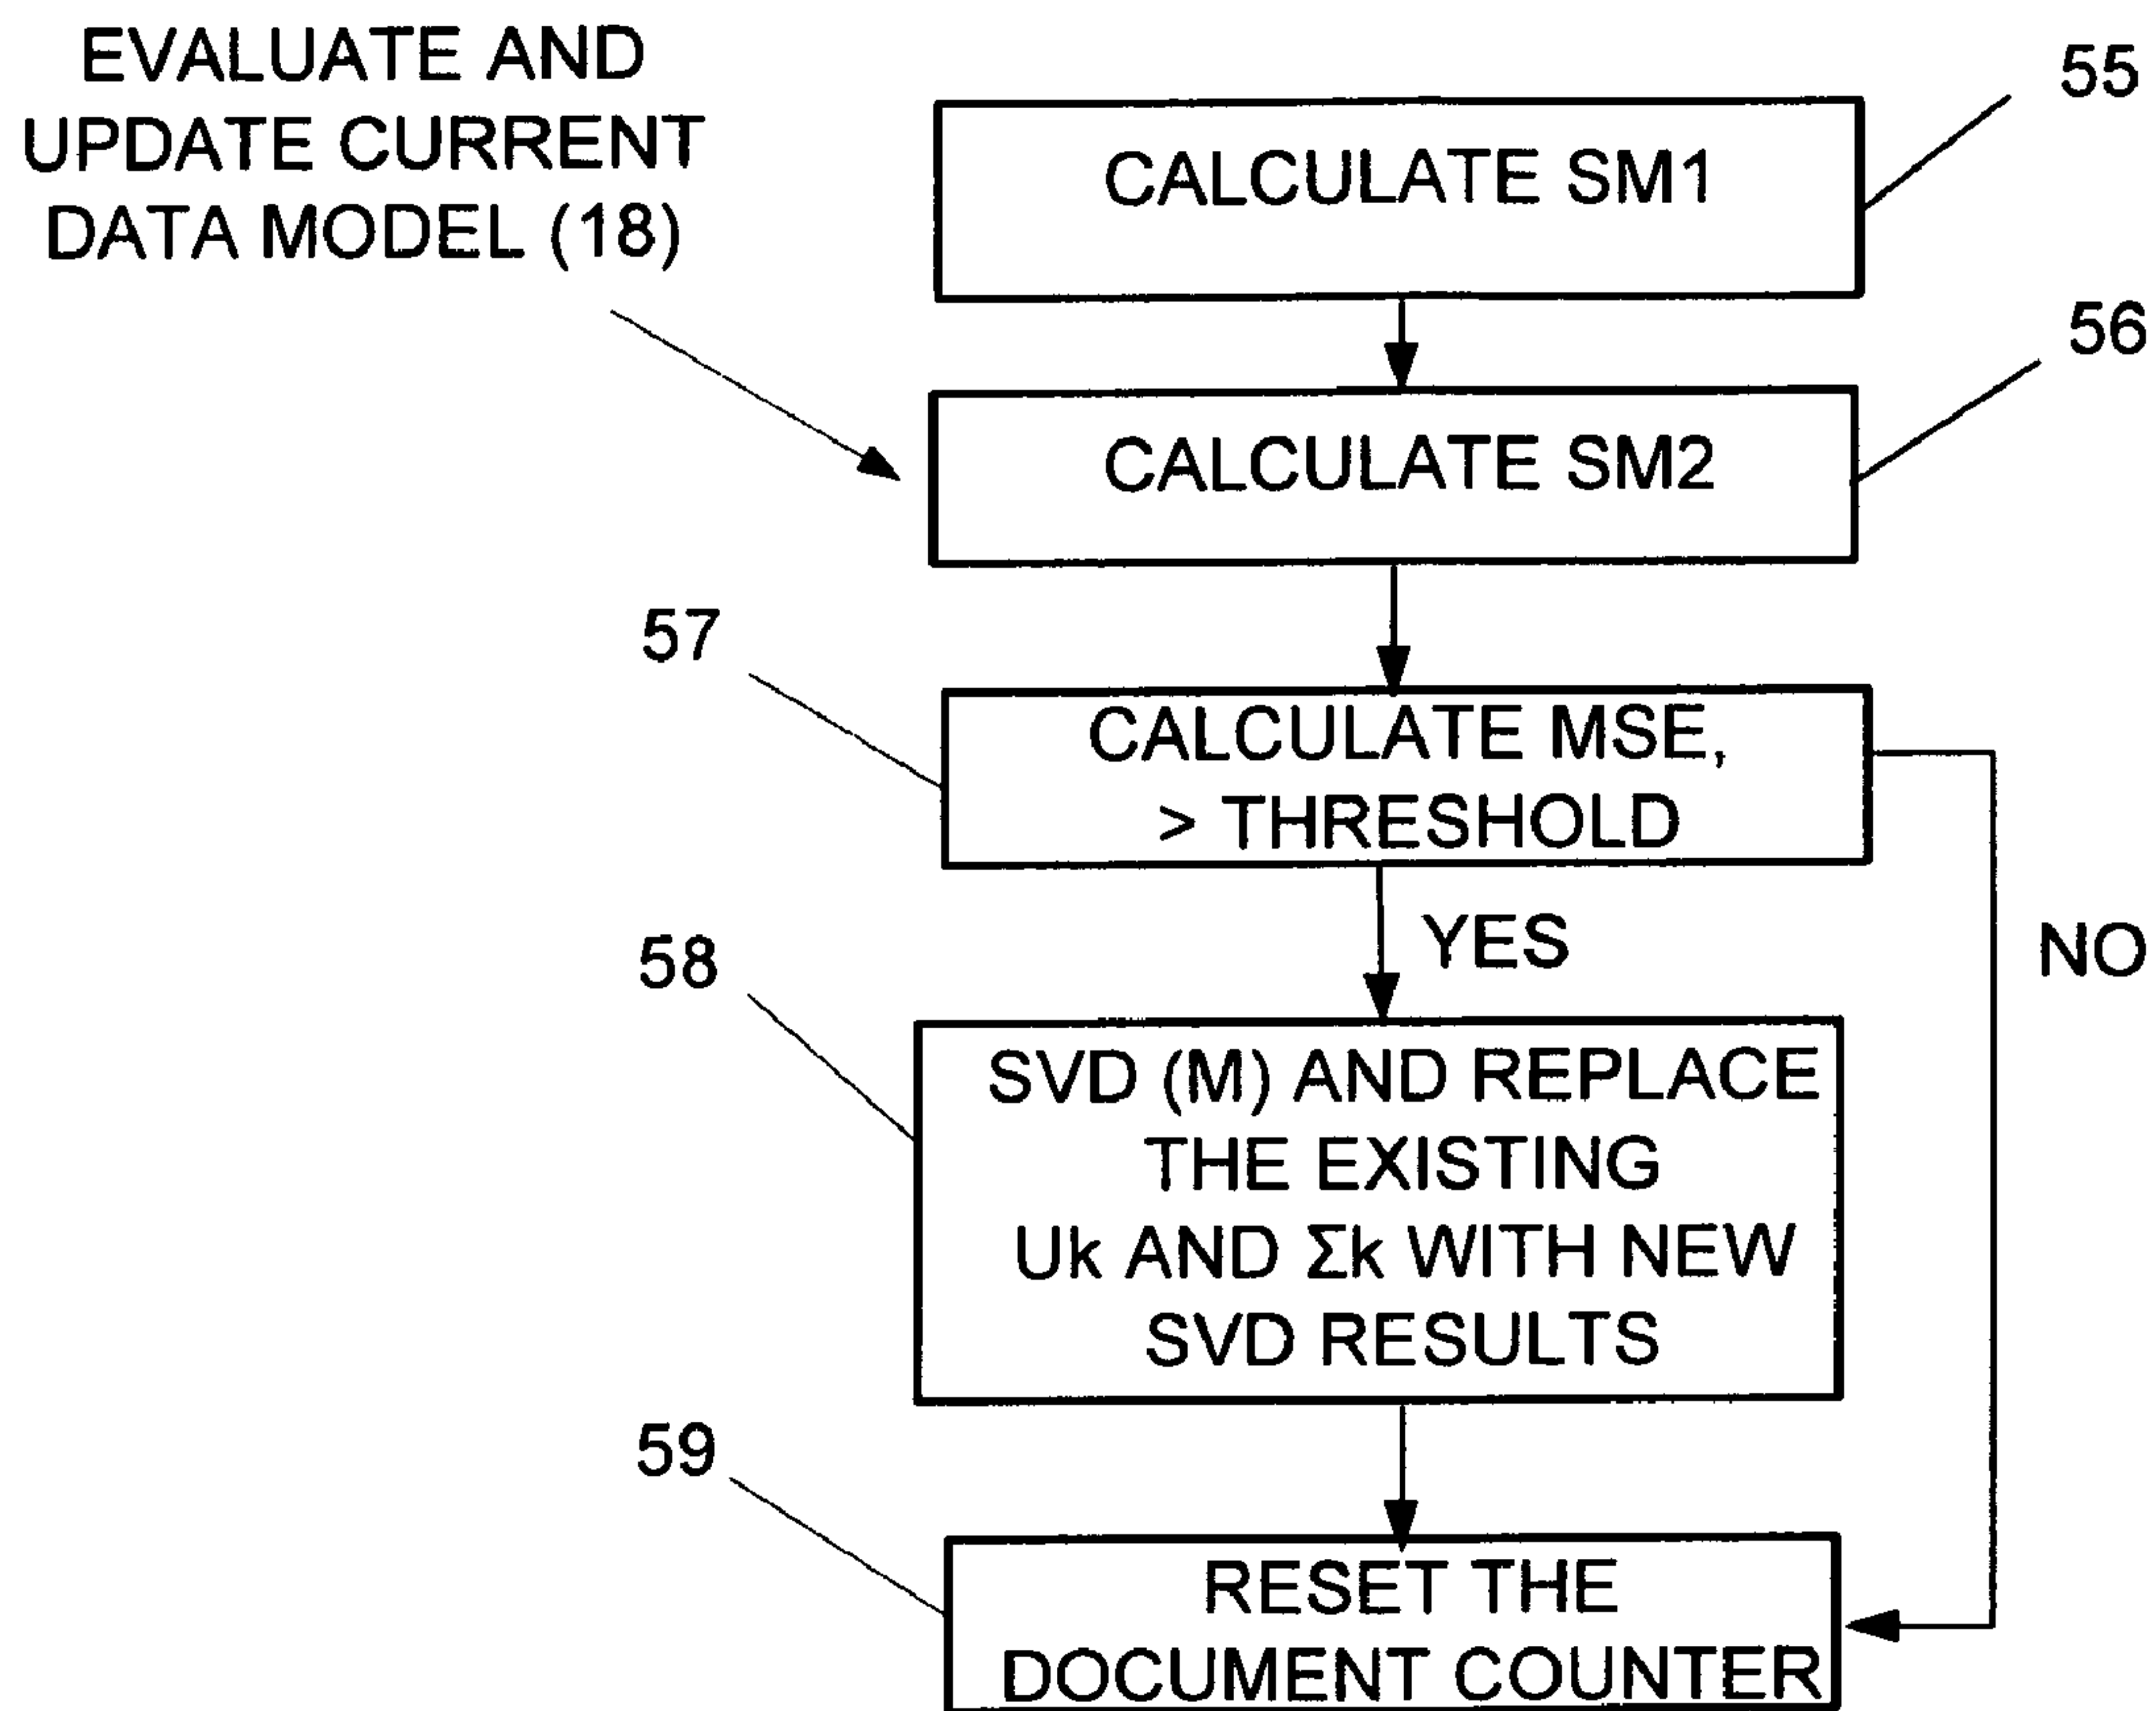 EVALUATE AND
UPDATE CURRENT
DATA MODEL (18)
55
CALCULATE SM1
56
CALCULATE SM2
57
CALCULATE MSE,
> THRESHOLD
YES
NO
58
SVD (M) AND REPLACE
THE EXISTING
Uk AND Σk WITH NEW
SVD RESULTS
59
RESET THE
DOCUMENT COUNTER